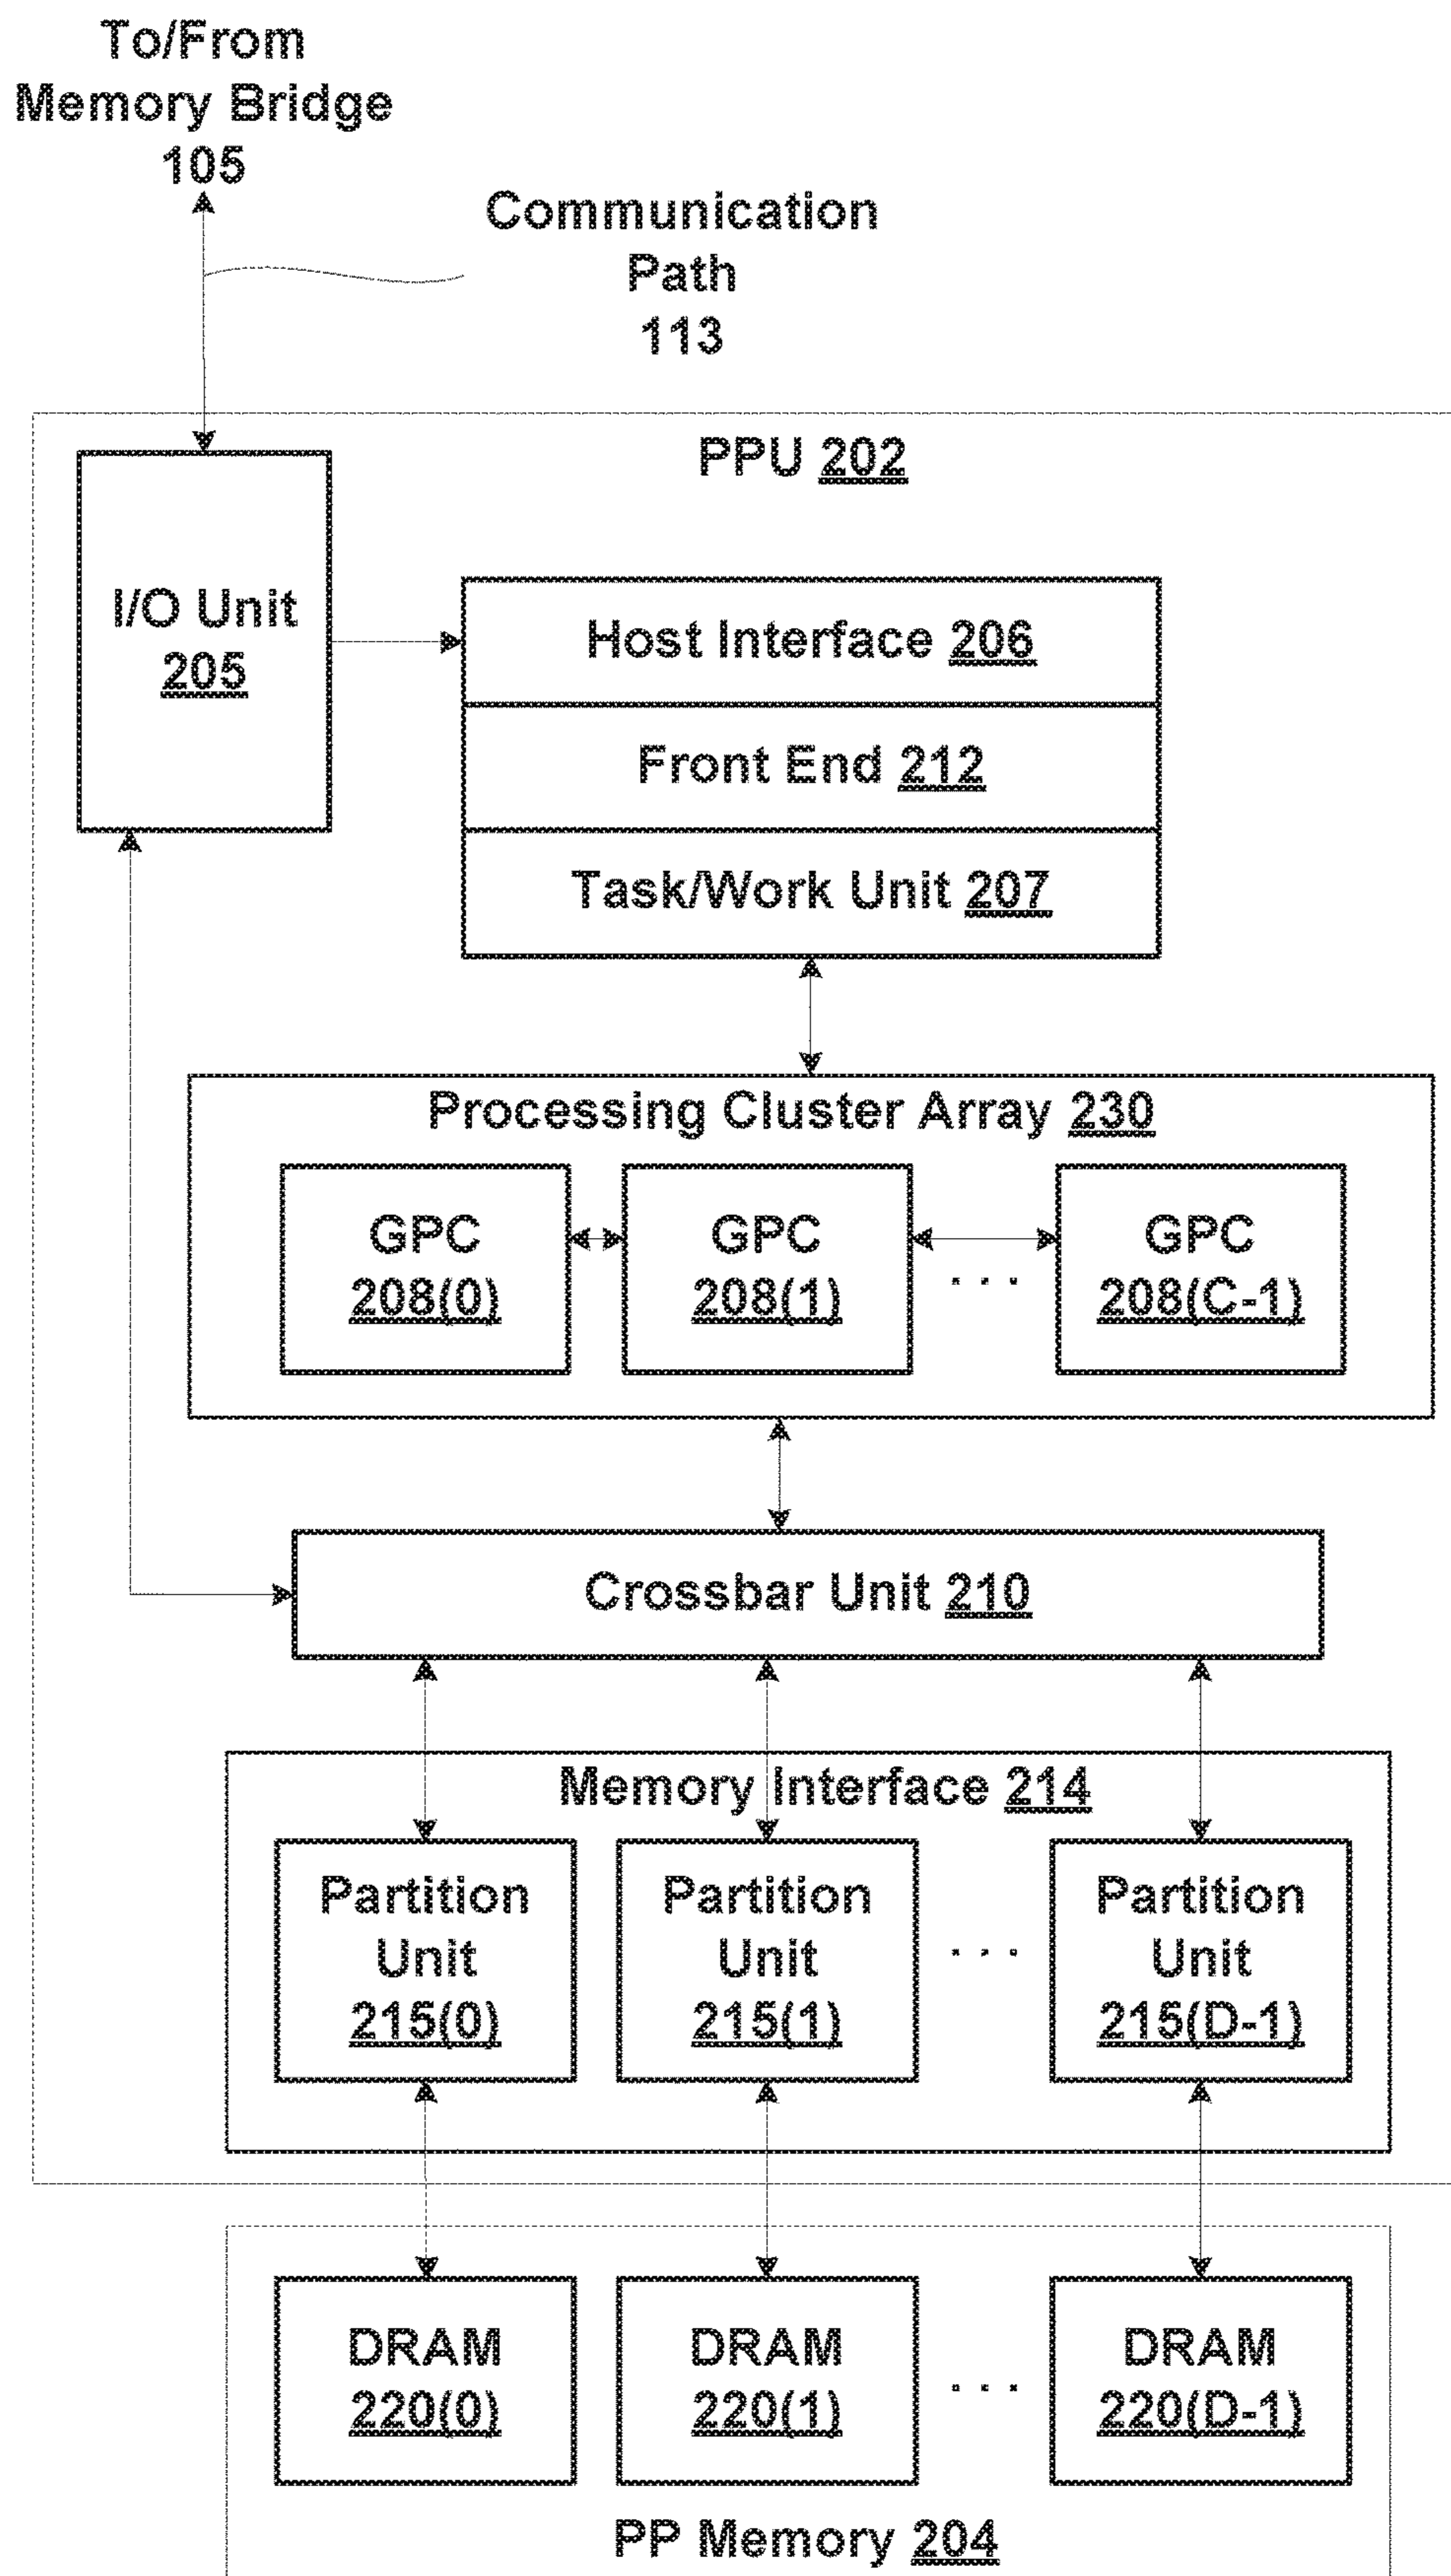 To/From
Memory Bridge
105
Communication
Path
113
PPU 202
I/O Unit
205
Host Interface 206
Front End 212
Task/Work Unit 207
Processing Cluster Array 230
GPC
208(0)
GPC
208(1)
. . .
GPC
208(C-1)
Crossbar Unit 210
Memory Interface 214
Partition
Unit
215(0)
Partition
Unit
215(1)
. . .
Partition
Unit
215(D-1)
DRAM
220(0)
DRAM
220(1)
. . .
DRAM
220(D-1)
PP Memory 204